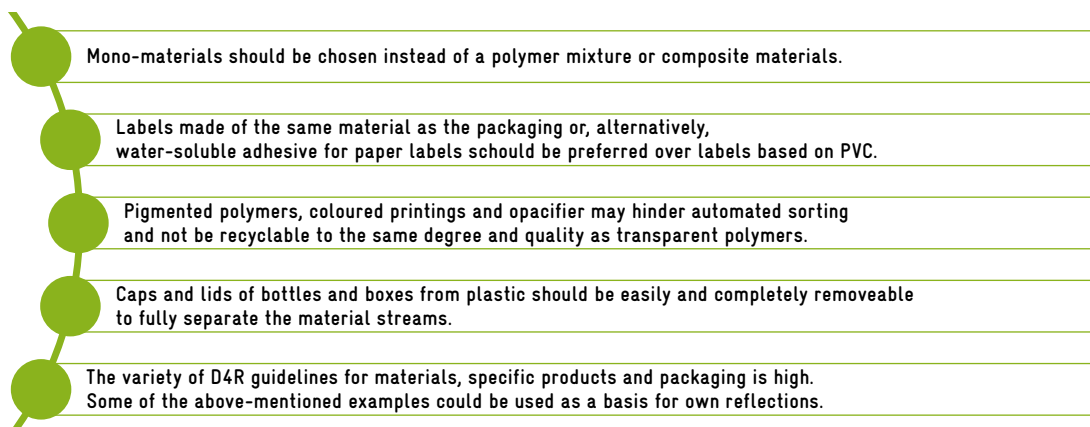 Mono-materials should be chosen instead of a polymer mixture or composite materials.
Labels made of the same material as the packaging or, alternatively,
water-soluble adhesive for paper labels schould be preferred over labels based on PVC.
Pigmented polymers, coloured printings and opacifier may hinder automated sorting
and not be recyclable to the same degree and quality as transparent polymers.
Caps and lids of bottles and boxes from plastic should be easily and completely removeable
to fully separate the material streams.
The variety of D4R guidelines for materials, specific products and packaging is high.
Some of the above-mentioned examples could be used as a basis for own reflections.